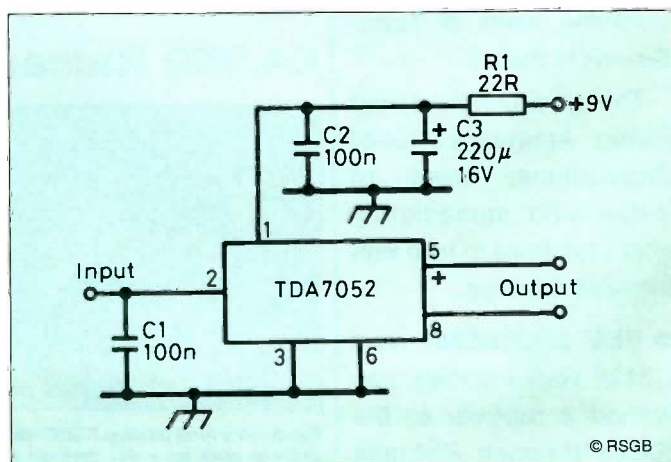 R1
22R
+9V
C2
100n
+
C3
220µ
16V
1
Input
2
TDA7052
5
+
Output
8
C1
100n
3
6
© RSGB